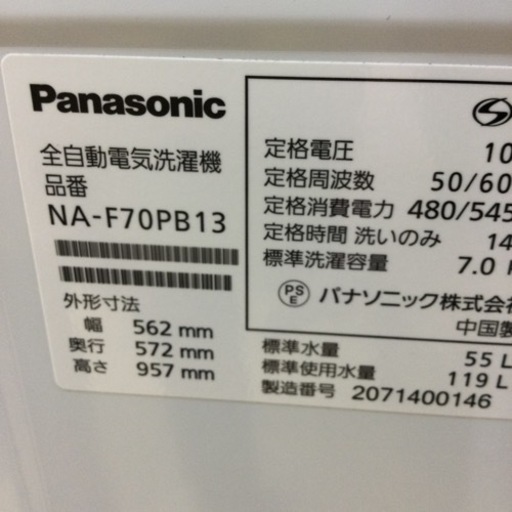 Panasonic
全自動電気洗濯機
品番
NA-F70PB13
外形寸法
幅 562 mm
奥行 572 mm
高さ 957 mm
定格電圧 10
定格周波数 50/60
定格消費電力 480/545
定格時間 洗いのみ 14
標準洗濯容量 7.0
PS
E
パナソニック株式会
中国製
標準水量 55 L
標準使用水量 119 L
製造番号 2071400146